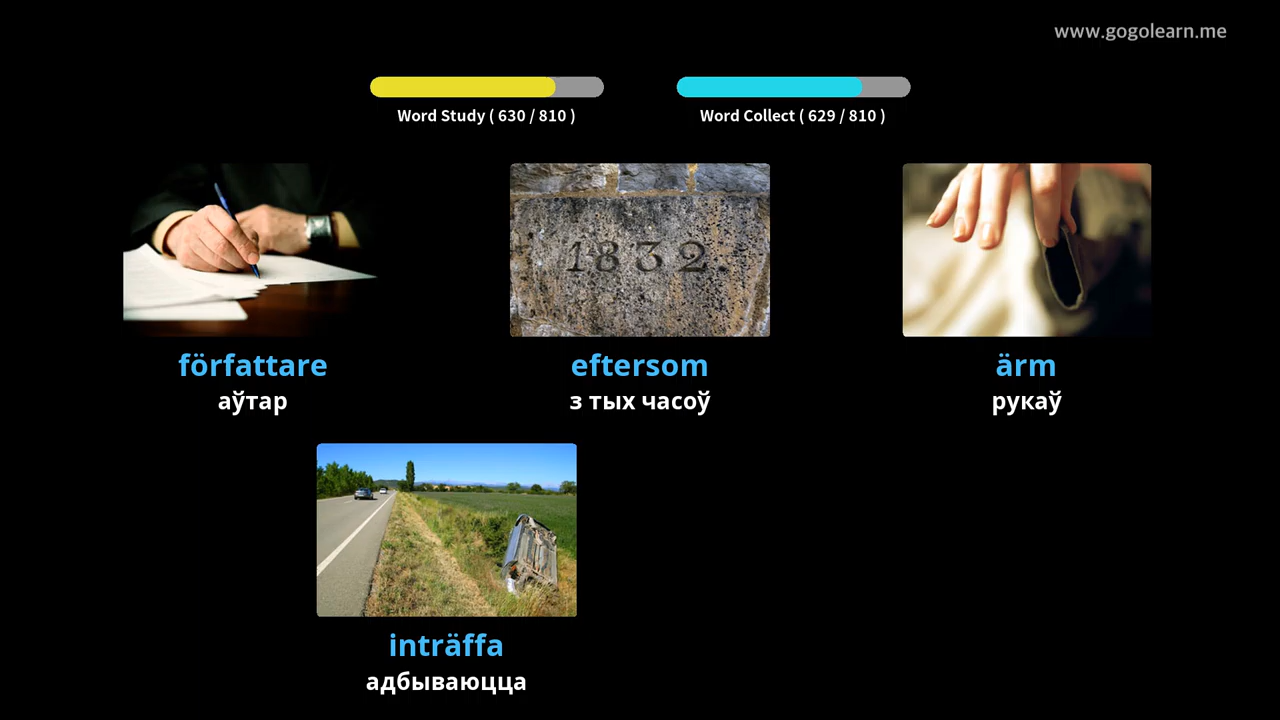 www.gogolearn.me
Word Study ( 630 / 810 )
Word Collect ( 629 / 810 )
1832.
författare
аўтар
eftersom
з тых часоў
ärm
рукаў
inträffa
адбываюцца